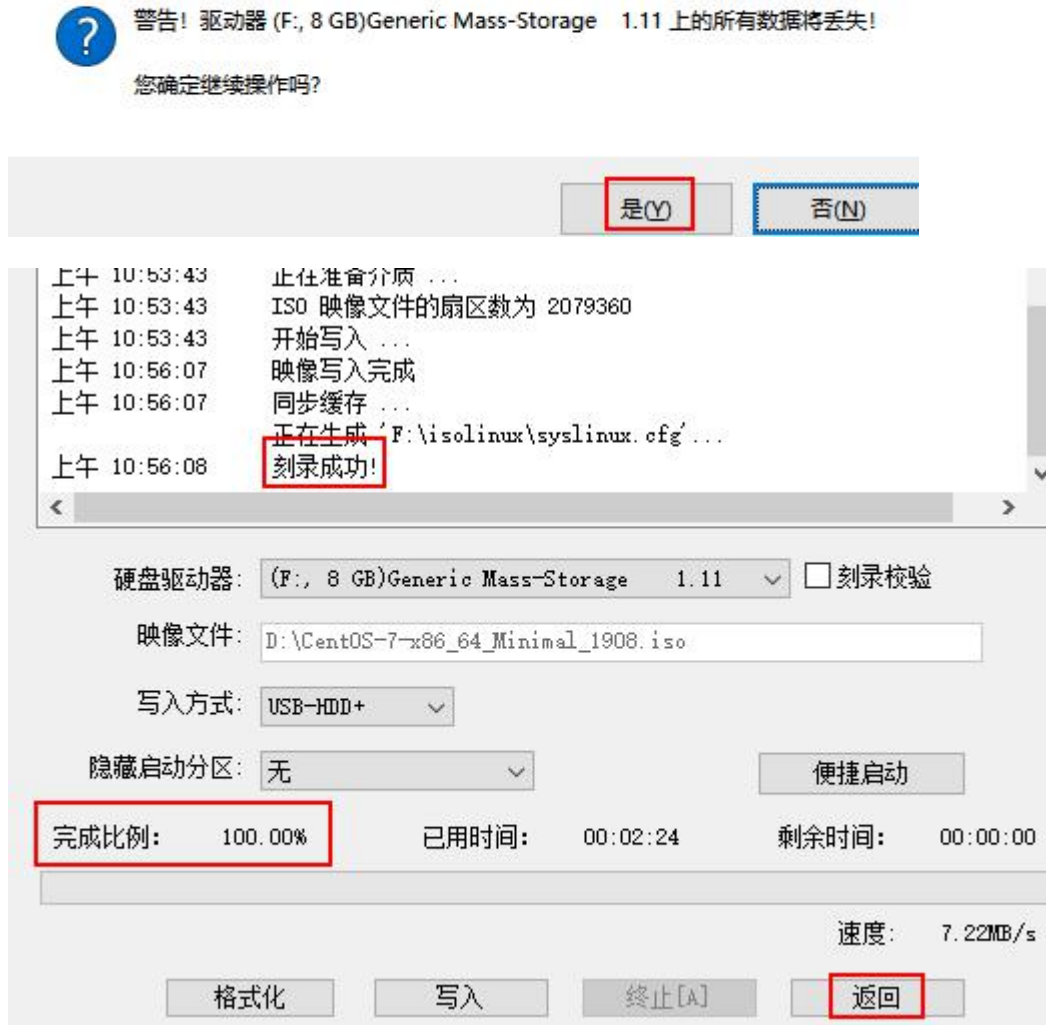 警告！驱动器 (F:, 8 GB)Generic Mass-Storage 1.11 上的所有数据将丢失！
您确定继续操作吗？
是(Y) 否(N)
上午 10:53:43 正在准备介质 ...
上午 10:53:43 ISO 映像文件的扇区数为 2079360
上午 10:53:43 开始写入 ...
上午 10:56:07 映像写入完成
上午 10:56:07 同步缓存 ...
正在生成 'F:\isolinux\syslinux.cfg'...
上午 10:56:08 刻录成功!
硬盘驱动器: (F:, 8 GB)Generic Mass-Storage 1.11 刻录校验
映像文件: D:\CentOS-7-x86_64_Minimal_1908.iso
写入方式: USB-HDD+
隐藏启动分区: 无 便捷启动
完成比例: 100.00% 已用时间: 00:02:24 剩余时间: 00:00:00
速度: 7.22MB/s
格式化 写入 终止[A] 返回